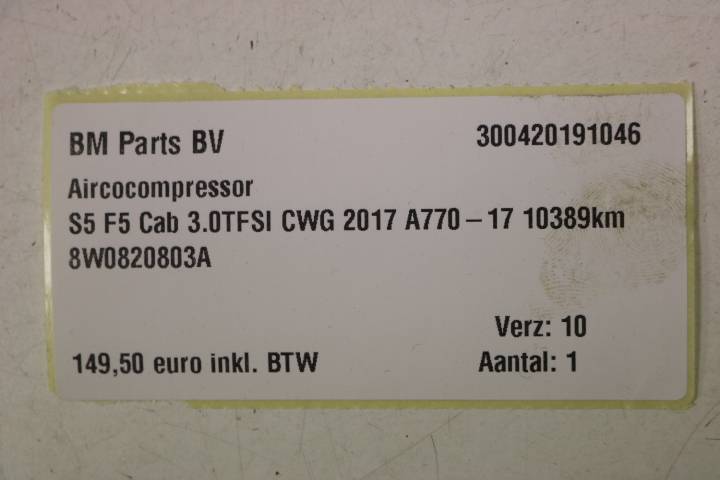 BM Parts BV 300420191046
Aircocompressor
S5 F5 Cab 3.0TFSI CWG 2017 A770-17 10389km
8W0820803A
Verz: 10
149,50 euro inkl. BTW Aantal: 1